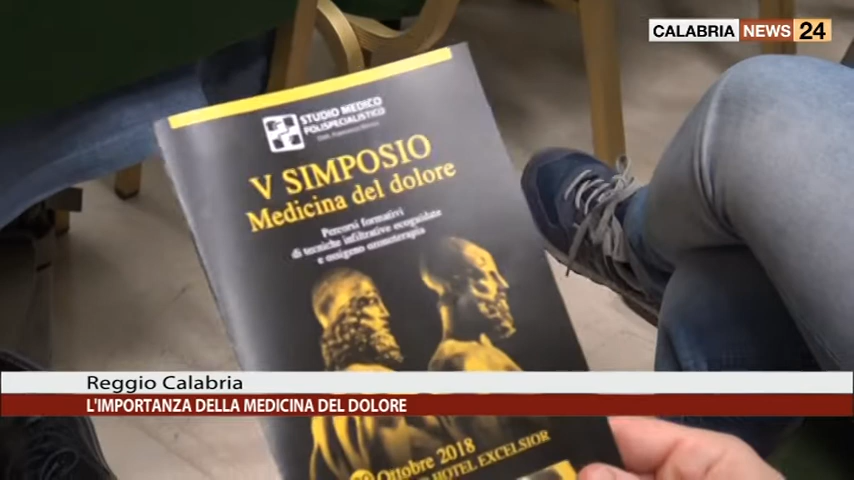 CALABRIA NEWS 24
STUDIO MEDICO
POLISPECIALISTICO
V SIMPOSIO
Medicina del dolore
Percorsi formativi
di tecniche infiltrative ecoguidate
e ossigeno ozonoterapia
Ottobre 2018
HOTEL EXCELSIOR
Reggio Calabria
L'IMPORTANZA DELLA MEDICINA DEL DOLORE